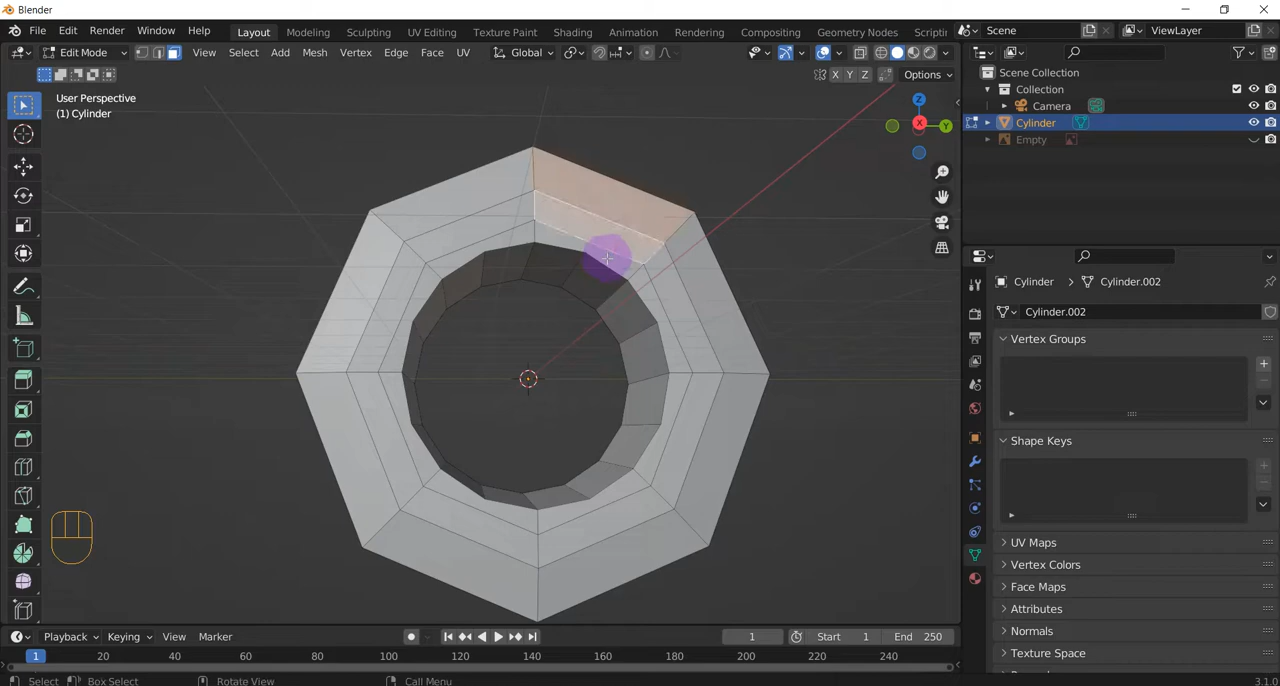 Blender
File Edit Render Window Help Layout Modeling Sculpting UV Editing Texture Paint Shading Animation Rendering Compositing Geometry Nodes Scriptin Scene ViewLayer
Edit Mode View Select Add Mesh Vertex Edge Face UV Global
X Y Z Options
User Perspective
(1) Cylinder
Z
X
Y
Scene Collection
Collection
Camera
Cylinder
Empty
Cylinder Cylinder.002
Cylinder.002
Vertex Groups
Shape Keys
UV Maps
Vertex Colors
Face Maps
Attributes
Normals
Texture Space
Playback Keying View Marker 1 Start 1 End 250
1 20 40 60 80 100 120 140 160 180 200 220 240
Select Box Select Rotate View Call Menu 3.1.0